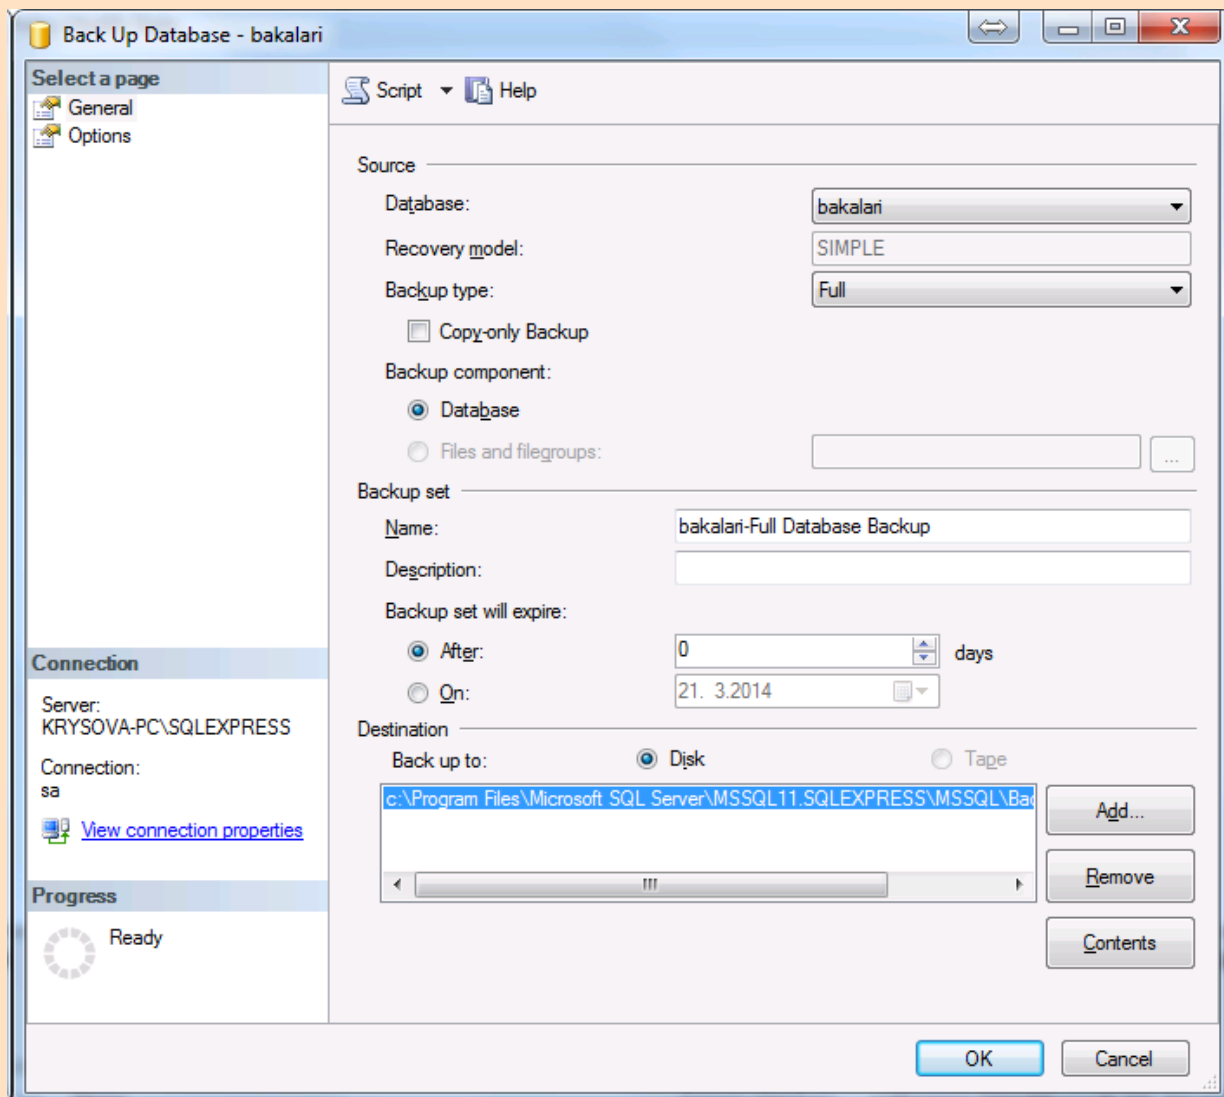 Back Up Database - bakalari
Select a page
General
Options
Script
Help
Source
Database:
bakalari
Recovery model:
SIMPLE
Backup type:
Full
Copy-only Backup
Backup component:
Database
Files and filegroups:
...
Backup set
Name:
bakalari-Full Database Backup
Description:
Backup set will expire:
After:
0
days
On:
21. 3.2014
Destination
Back up to:
Disk
Tape
c:\Program Files\Microsoft SQL Server\MSSQL11.SQLEXPRESS\MSSQL\Bac
Add...
Remove
Contents
Connection
Server:
KRYSOVA-PC\SQLEXPRESS
Connection:
sa
View connection properties
Progress
Ready
OK
Cancel